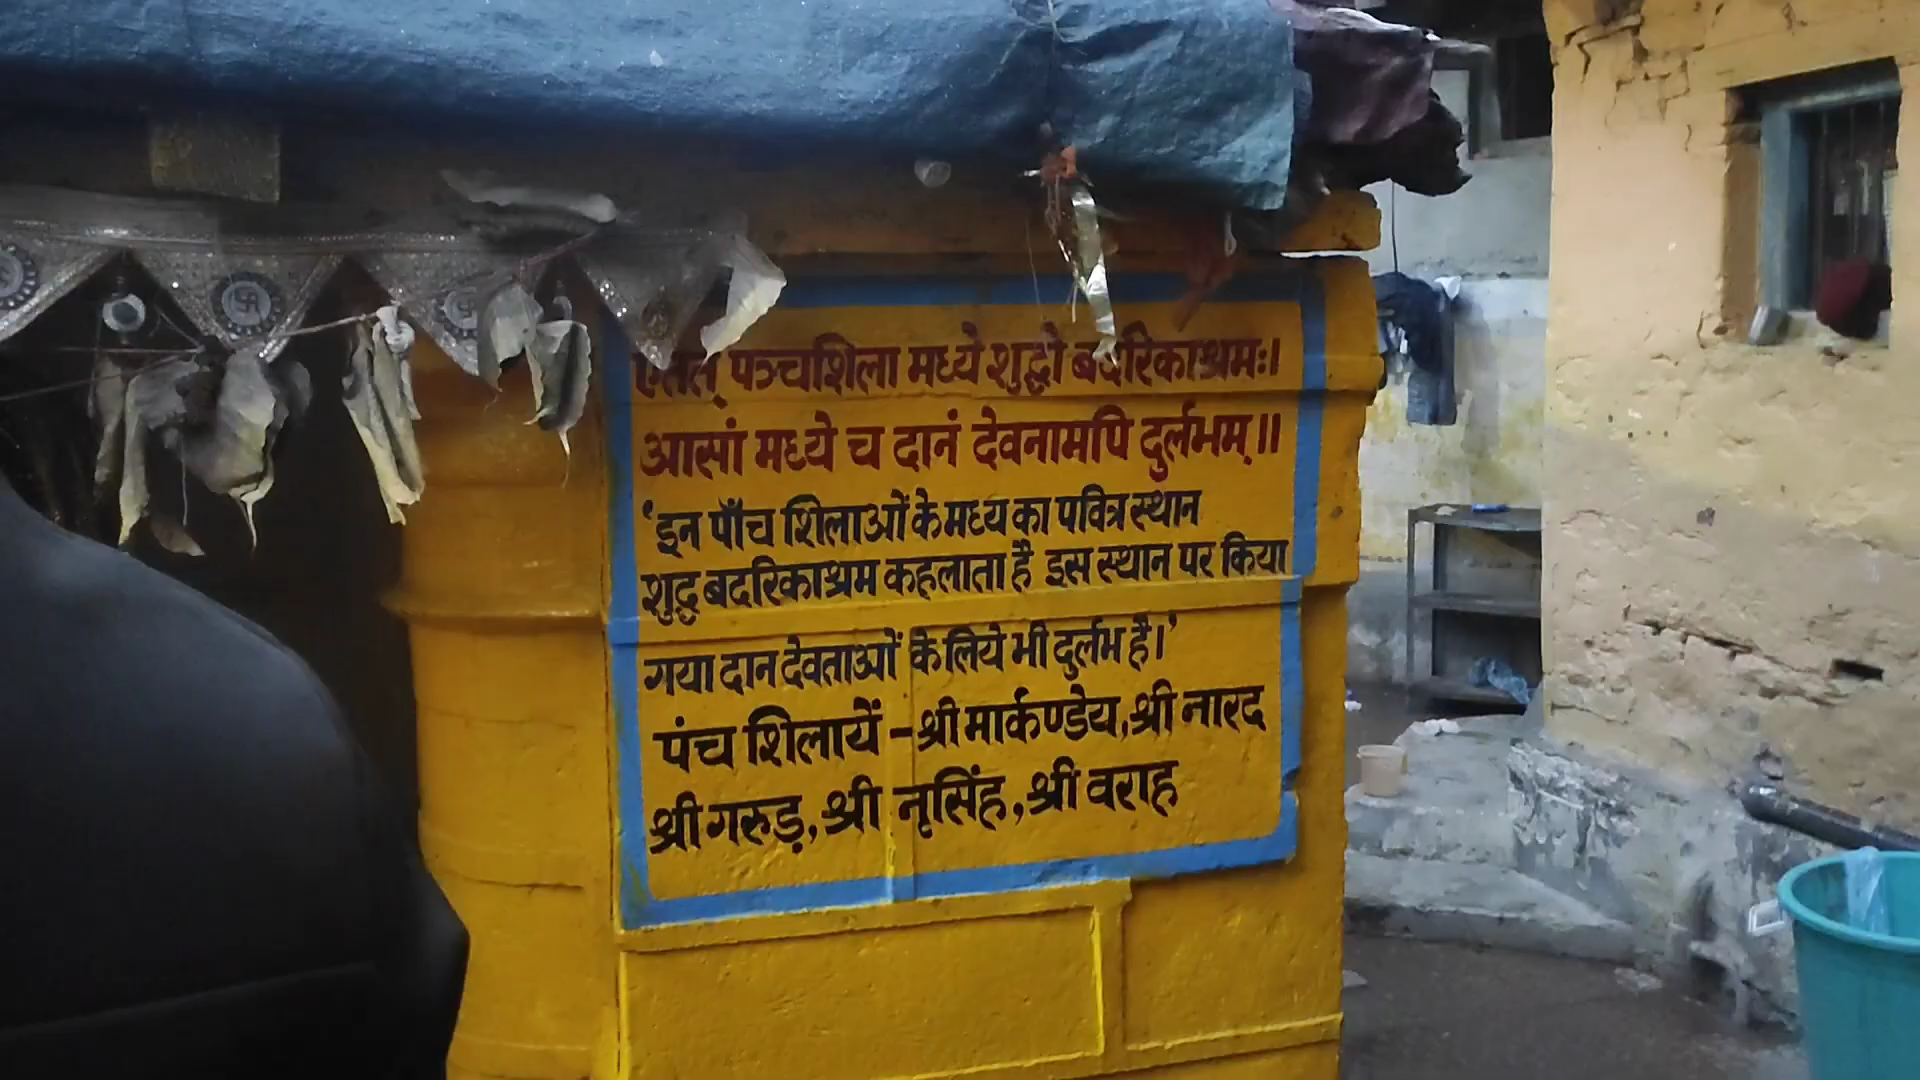 एतत् पञ्चशिला मध्ये शुद्धो बदरिकाश्रमः।
आसां मध्ये च दानं देवनामपि दुर्लभम्॥
‘इन पाँच शिलाओं के मध्य का पवित्र स्थान
शुद्ध बदरिकाश्रम कहलाता है इस स्थान पर किया
गया दान देवताओं के लिये भी दुर्लभ है।’
पंच शिलायें – श्री मार्कण्डेय, श्री नारद
श्री गरुड़, श्री नृसिंह, श्री वराह